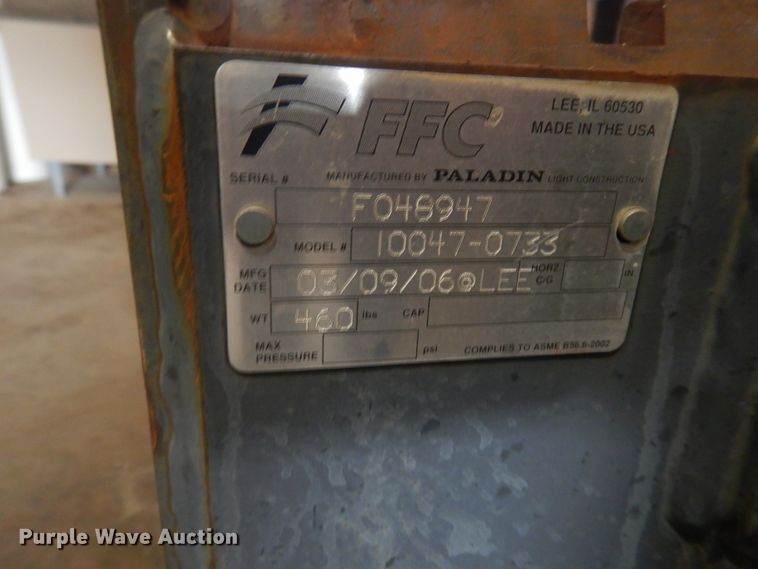 FFC
LEE, IL 60530
MADE IN THE USA
SERIAL # MANUFACTURED BY PALADIN LIGHT CONSTRUCTION
F048947
MODEL # 10047-0733
MFG DATE 03/09/06@LEE HORZ C/G IN
WT 460 lbs CAP
MAX PRESSURE psi COMPLIES TO ASME B56.6-2002
Purple Wave Auction®